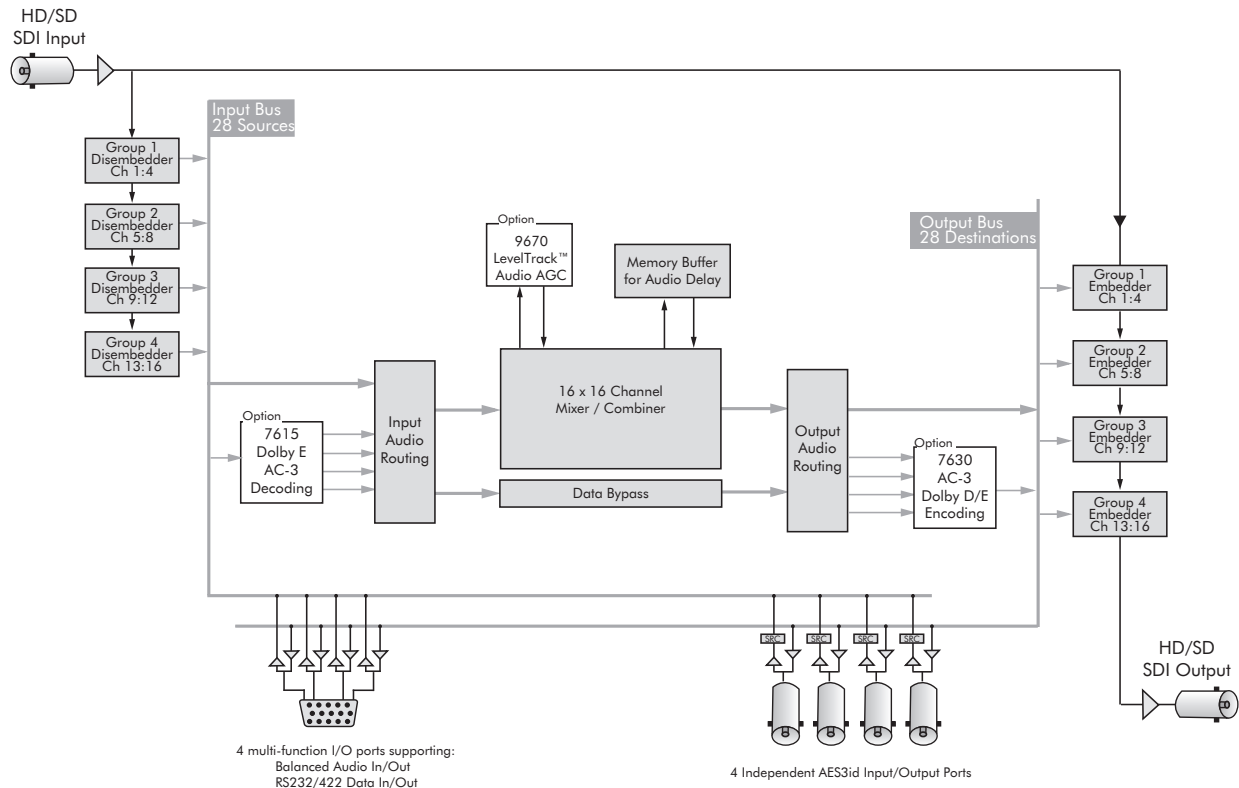 HD/SD
SDI Input
Input Bus
28 Sources
Group 1
Disembedder
Ch 1:4
Group 2
Disembedder
Ch 5:8
Group 3
Disembedder
Ch 9:12
Group 4
Disembedder
Ch 13:16
Option
9670
LevelTrack™
Audio AGC
Memory Buffer
for Audio Delay
Output Bus
28 Destinations
Group 1
Embedder
Ch 1:4
Group 2
Embedder
Ch 5:8
Group 3
Embedder
Ch 9:12
Group 4
Embedder
Ch 13:16
Option
7615
Dolby E
AC-3
Decoding
Input
Audio
Routing
16 x 16 Channel
Mixer / Combiner
Data Bypass
Output
Audio
Routing
Option
7630
AC-3
Dolby D/E
Encoding
SRC
SRC
SRC
SRC
HD/SD
SDI Output
4 multi-function I/O ports supporting:
Balanced Audio In/Out
RS232/422 Data In/Out
4 Independent AES3id Input/Output Ports